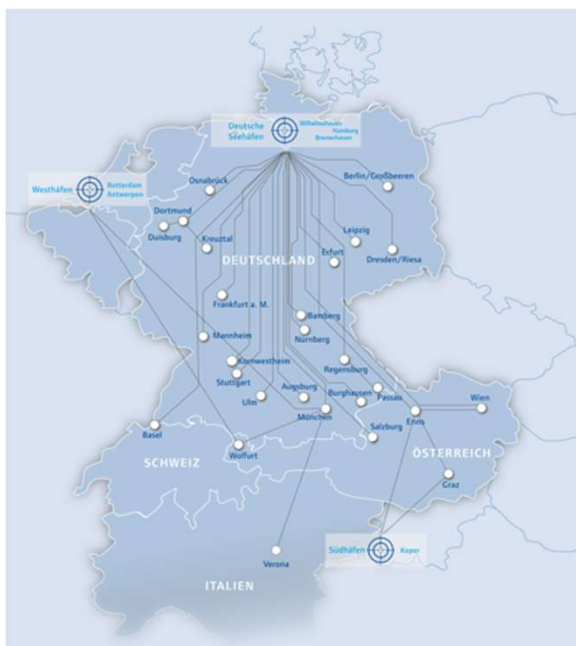 Deutsche
Seehäfen
Wilhelmshaven
Hamburg
Bremerhaven
Westhäfen
Rotterdam
Antwerpen
Osnabrück
Berlin/Großbeeren
Dortmund
Duisburg
Kreuztal
Leipzig
DEUTSCHLAND
Erfurt
Dresden/Riesa
Frankfurt a. M.
Bamberg
Nürnberg
Mannheim
Kornwestheim
Regensburg
Stuttgart
Ulm
Augsburg
Burghausen
Passau
Wien
München
Enns
Basel
Salzburg
Wolfurt
SCHWEIZ
ÖSTERREICH
Graz
Südhäfen
Koper
Verona
ITALIEN